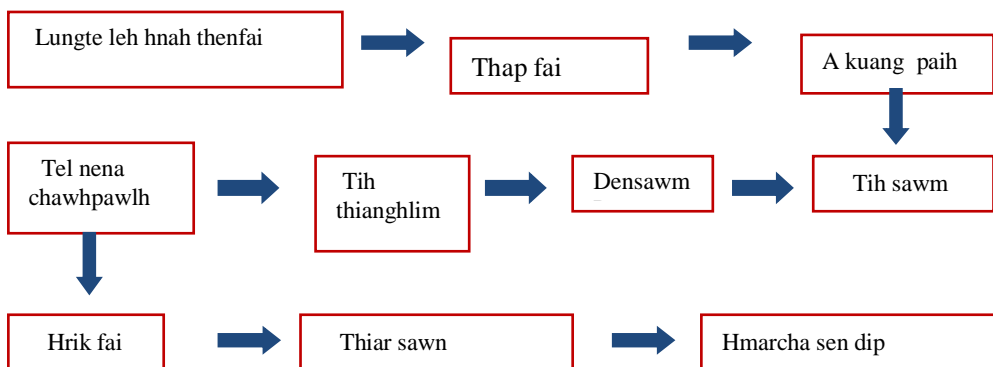 Lungte leh hnah thenfai
Thap fai
A kuang paih
Tel nena
chawhpawlh
Tih
thianghlim
Densawm
Tih sawm
Hrik fai
Thiar sawn
Hmarcha sen dip